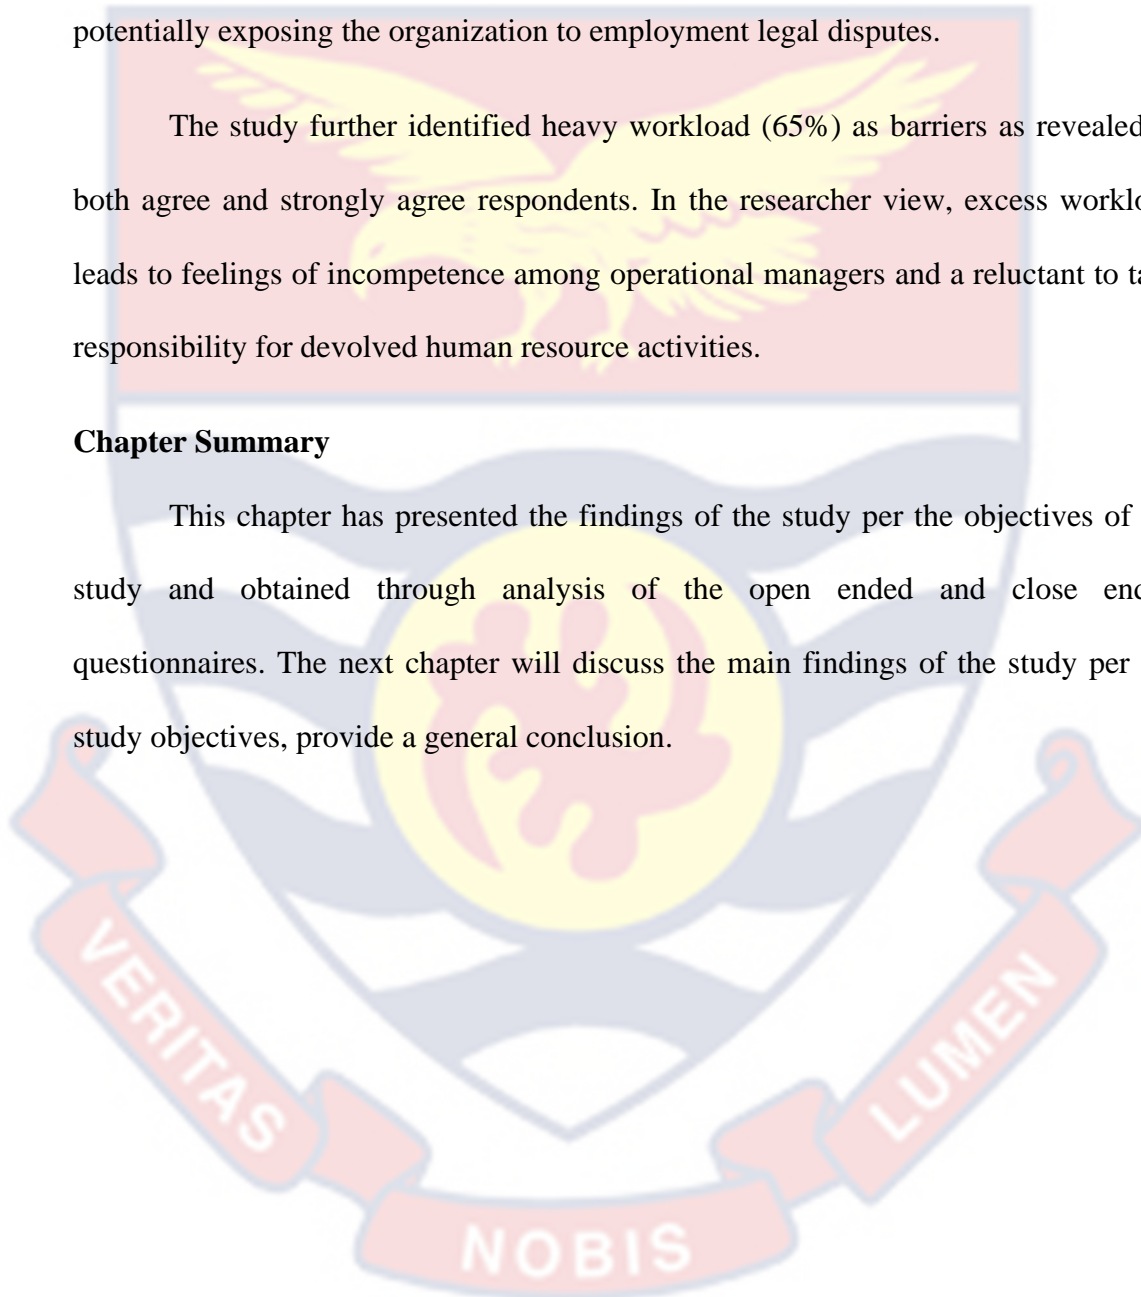 potentially exposing the organization to employment legal disputes.
The study further identified heavy workload (65%) as barriers as revealed
both agree and strongly agree respondents. In the researcher view, excess
leads to feelings of incompetence among operational managers and a reluctant to
responsibility for devolved human resource activities.
Chapter Summary
This chapter has presented the findings of the study per the objectives of
study and obtained through analysis of the open ended and close
questionnaires. The next chapter will discuss the main findings of the study per
study objectives, provide a general conclusion.
VERITAS
NOBIS
LUMEN